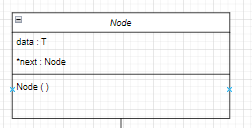 Node
data : T
*next : Node
Node ( )